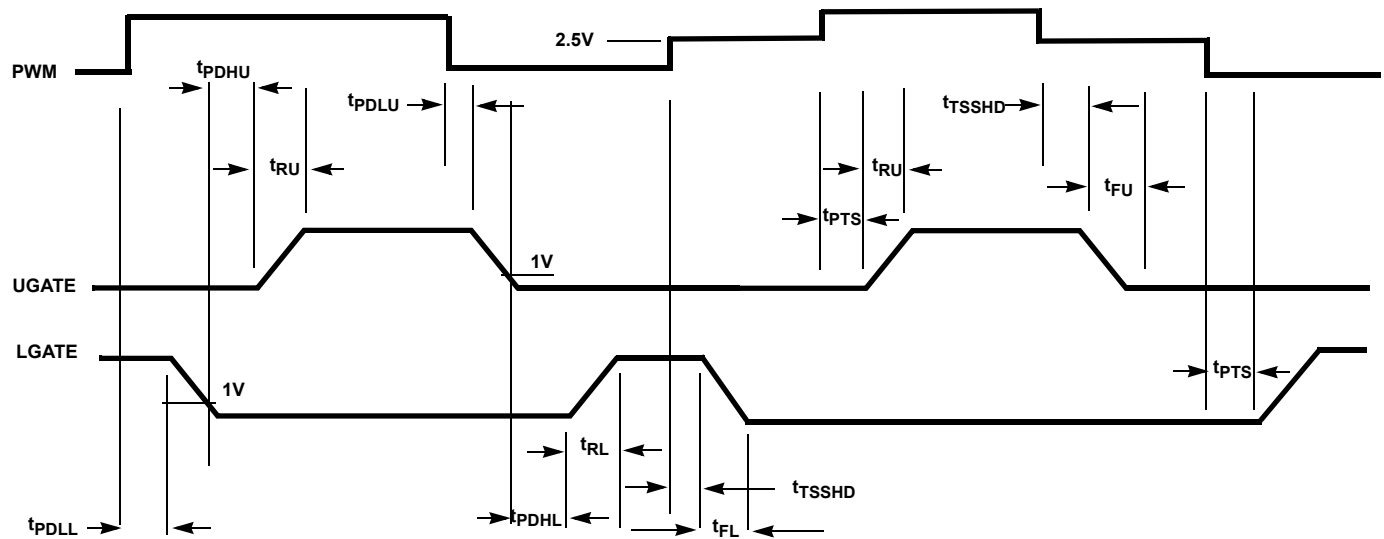 2.5V
PWM
tPDHU
tPDLU
tTSSHD
tRU
tRU
tFU
tPTS
1V
UGATE
LGATE
tPTS
1V
tRL
tTSSHD
tPDLL
tPDHL
tFL